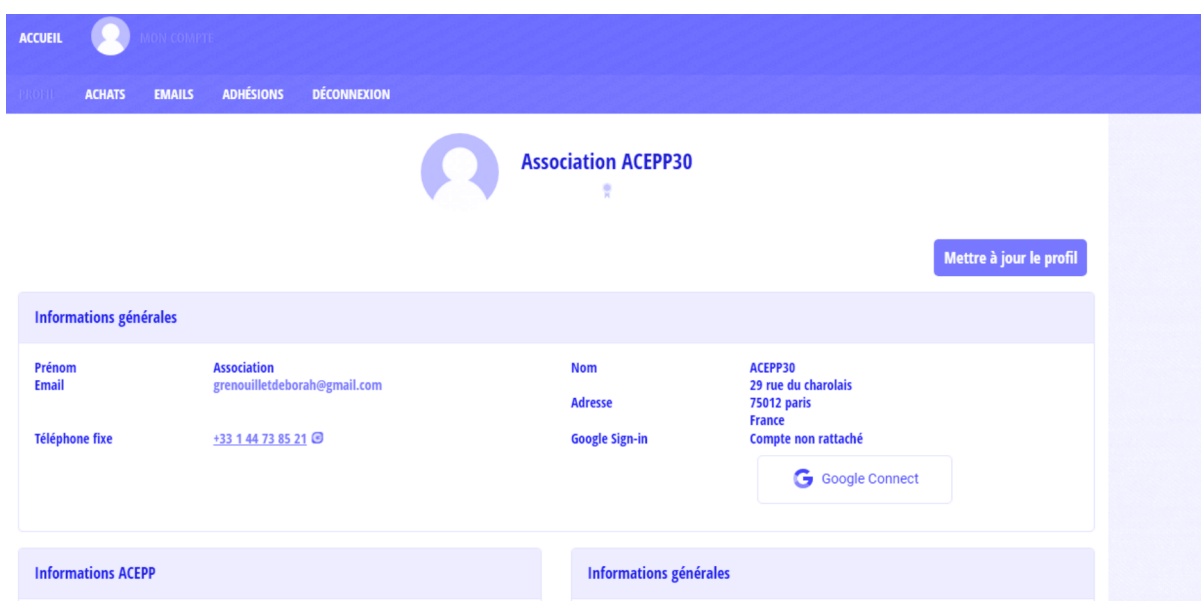 ACCUEIL MON COMPTE
PROFIL ACHATS EMAILS ADHÉSIONS DÉCONNEXION
Association ACEPP30
Mettre à jour le profil
Informations générales
Prénom Association
Email grenouilletdeborah@gmail.com
Téléphone fixe +33 1 44 73 85 21
Nom ACEPP30
Adresse 29 rue du charolais
75012 paris
France
Google Sign-in Compte non rattaché
Google Connect
Informations ACEPP
Informations générales